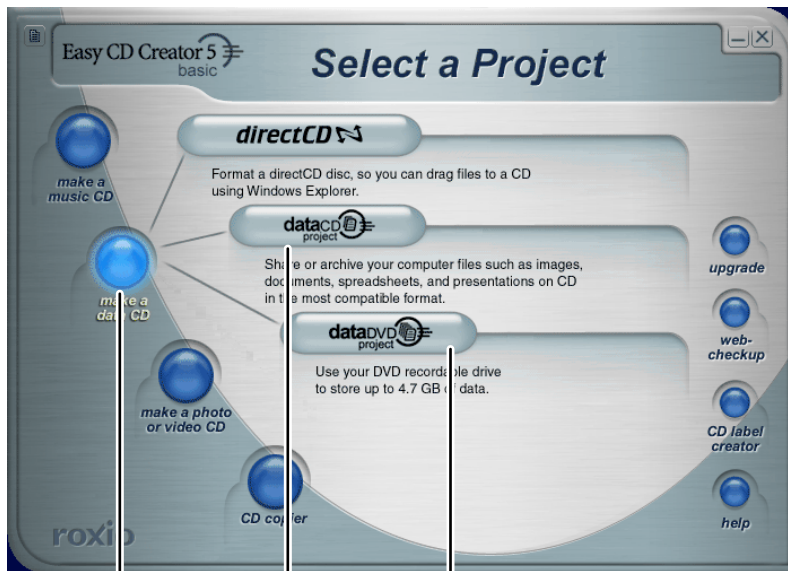 Easy CD Creator 5
basic
Select a Project
directCD
make a
music CD
Format a directCD disc, so you can drag files to a CD
using Windows Explorer.
dataCD
project
make a
data CD
Share or archive your computer files such as images,
documents, spreadsheets, and presentations on CD
in the most compatible format.
upgrade
dataDVD
project
web-
checkup
Use your DVD recordable drive
to store up to 4.7 GB of data.
make a photo
or video CD
CD label
creator
CD copier
help
roxio